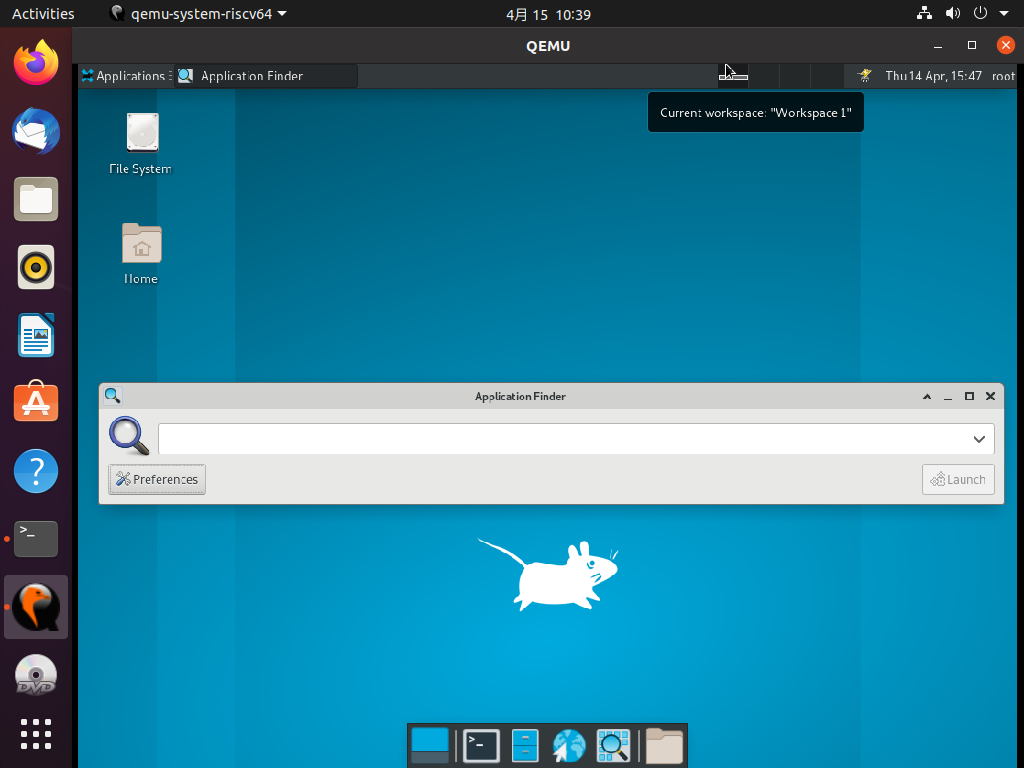 Activities
qemu-system-riscv64
4月 15 10:39
QEMU
Applications
Application Finder
Thu 14 Apr, 15:47
root
Current workspace: "Workspace 1"
File System
Home
Application Finder
Preferences
Launch
>_
>_
DVD